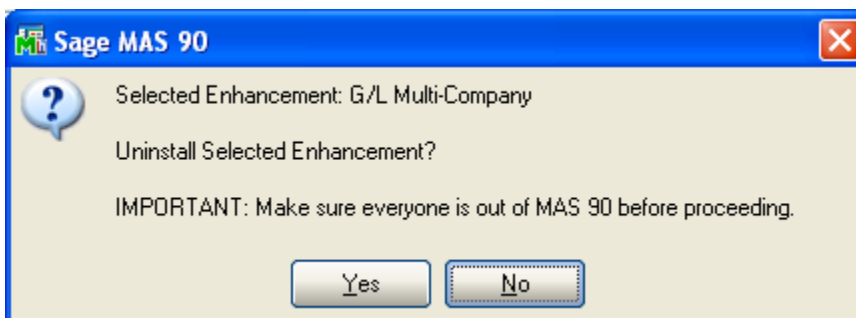 Sage MAS 90
Selected Enhancement: G/L Multi-Company
Uninstall Selected Enhancement?
IMPORTANT: Make sure everyone is out of MAS 90 before proceeding.
Yes No